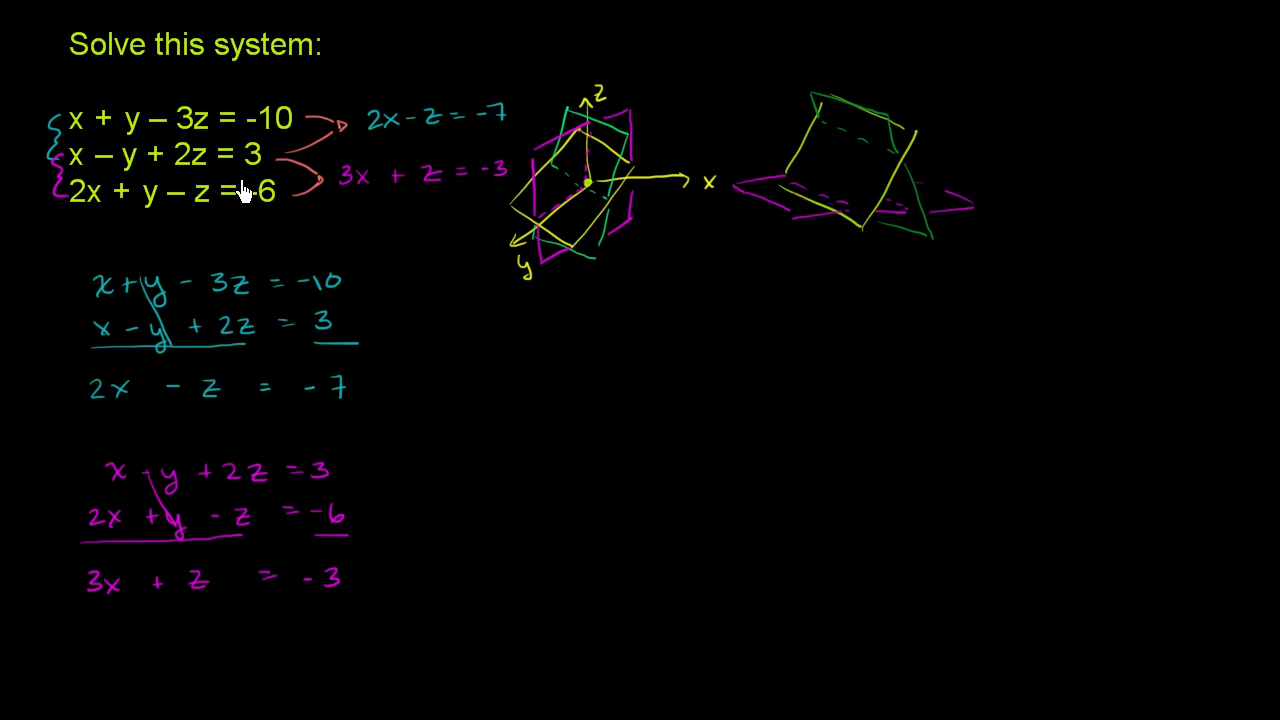 Solve this system:
x + y – 3z = -10
2x - z = -7
x – y + 2z = 3
3x + z = -3
2x + y – z = -6
z
x
y
x + y - 3z = -10
x - y + 2z = 3
2x - z = -7
x - y + 2z = 3
2x + y - z = -6
3x + z = -3